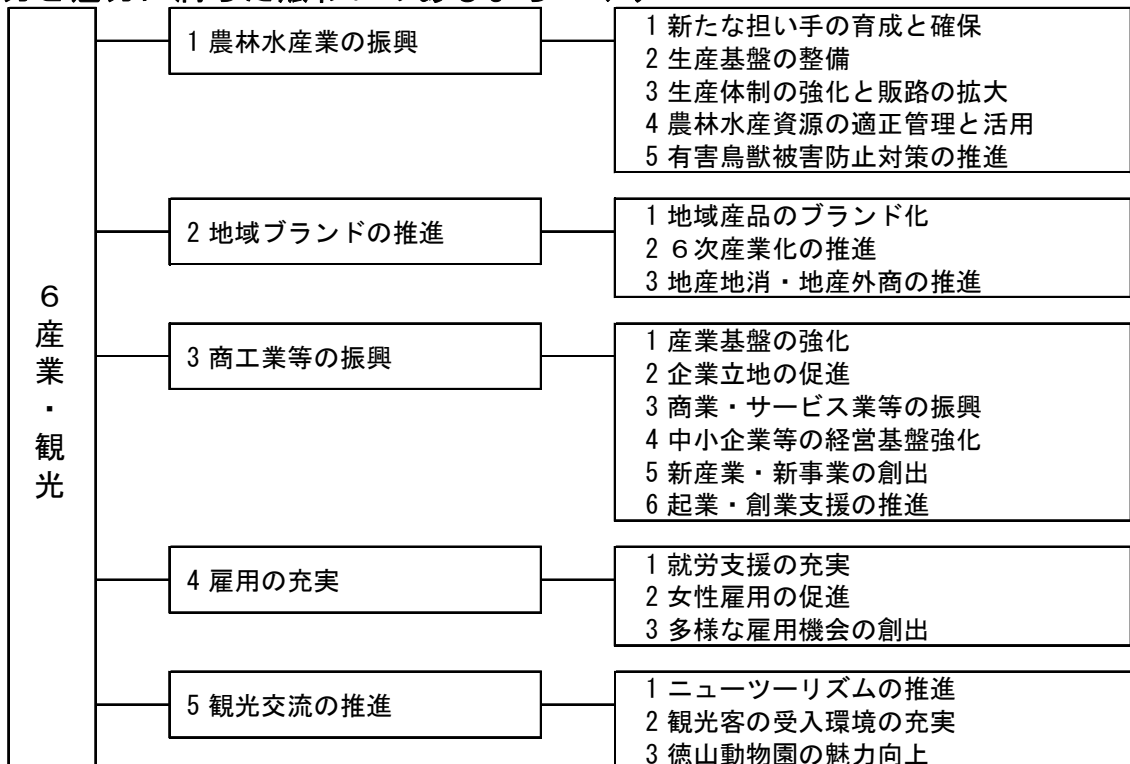 6
産
業
・
観
光
1 農林水産業の振興
1 新たな担い手の育成と確保
2 生産基盤の整備
3 生産体制の強化と販路の拡大
4 農林水産資源の適正管理と活用
5 有害鳥獣被害防止対策の推進
2 地域ブランドの推進
1 地域産品のブランド化
2 ６次産業化の推進
3 地産地消・地産外商の推進
3 商工業等の振興
1 産業基盤の強化
2 企業立地の促進
3 商業・サービス業等の振興
4 中小企業等の経営基盤強化
5 新産業・新事業の創出
6 起業・創業支援の推進
4 雇用の充実
1 就労支援の充実
2 女性雇用の促進
3 多様な雇用機会の創出
5 観光交流の推進
1 ニューツーリズムの推進
2 観光客の受入環境の充実
3 徳山動物園の魅力向上